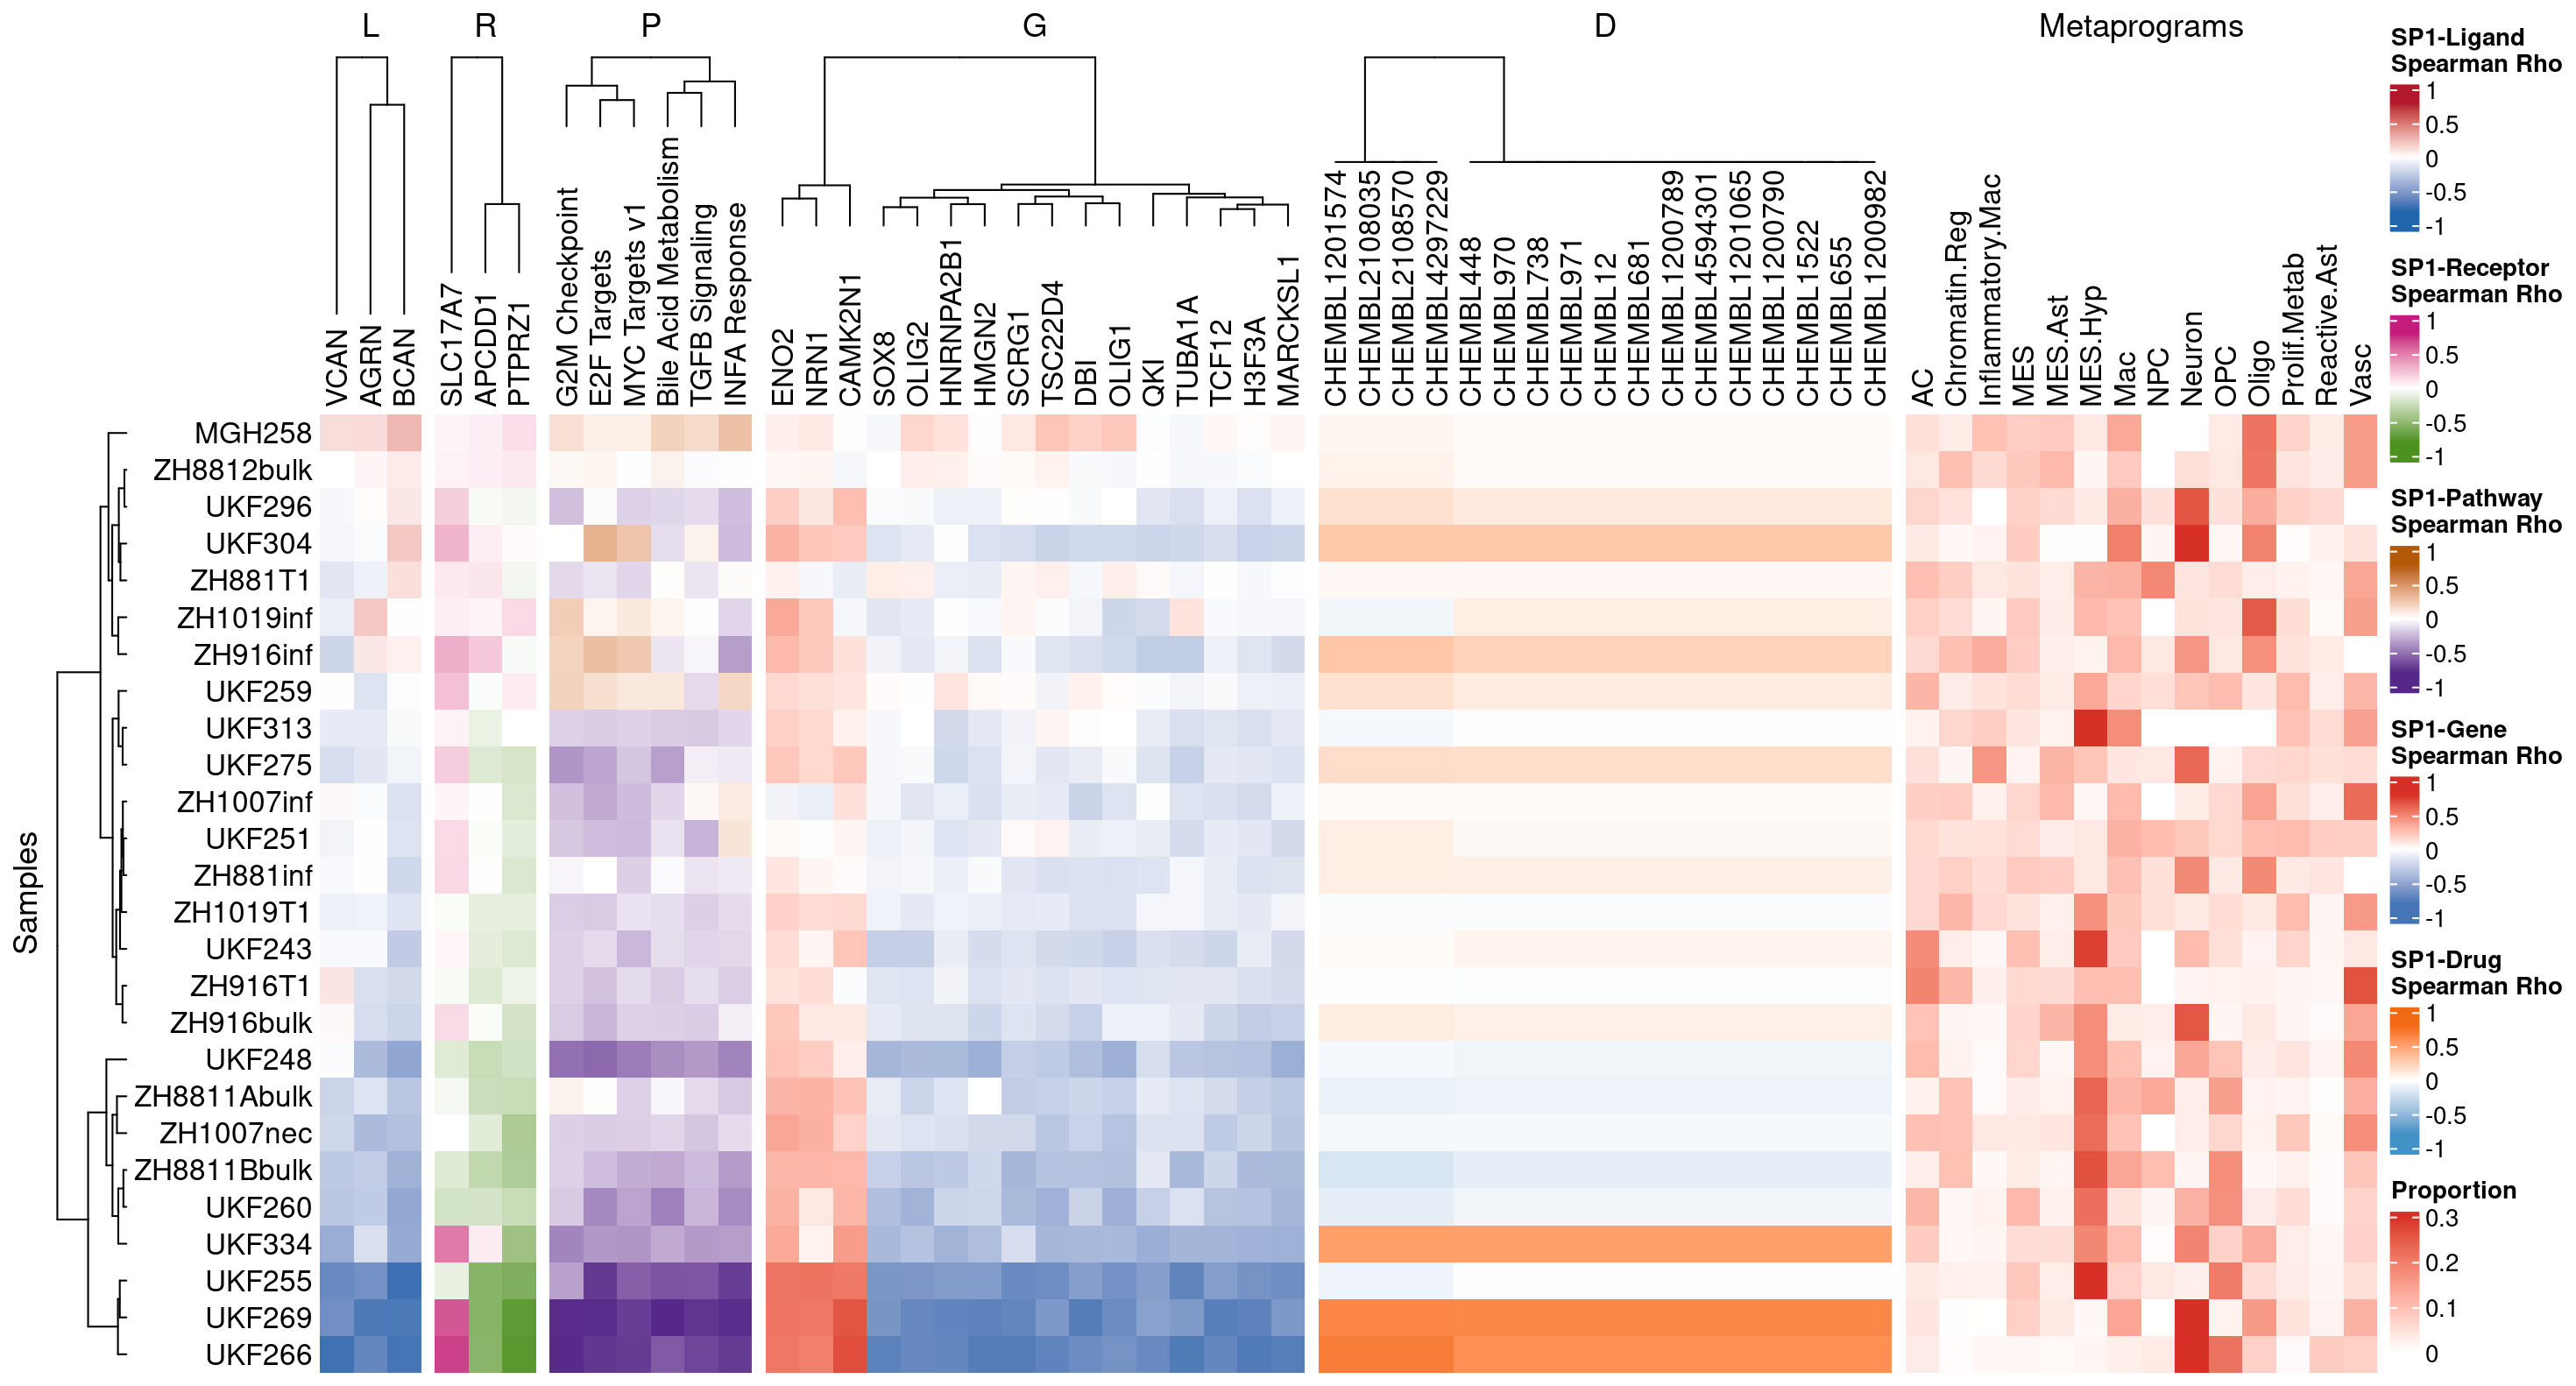 L
R
P
G
D
Metaprograms
VCAN
AGRN
BCAN
SLC17A7
APCDD1
PTPRZ1
G2M Checkpoint
E2F Targets
MYC Targets v1
Bile Acid Metabolism
TGFB Signaling
INFA Response
ENO2
NRN1
CAMK2N1
SOX8
OLIG2
HNRNPA2B1
HMGN2
SCRG1
TSC22D4
DBI
OLIG1
QKI
TUBA1A
TCF12
H3F3A
MARCKSL1
CHEMBL1201574
CHEMBL2108035
CHEMBL2108570
CHEMBL4297229
CHEMBL448
CHEMBL970
CHEMBL738
CHEMBL971
CHEMBL12
CHEMBL681
CHEMBL1200789
CHEMBL4594301
CHEMBL1201065
CHEMBL1200790
CHEMBL1522
CHEMBL655
CHEMBL1200982
AC
Chromatin.Reg
Inflammatory.Mac
MES
MES.Ast
MES.Hyp
Mac
NPC
Neuron
OPC
Oligo
Prolif.Metab
Reactive.Ast
Vasc
Samples
MGH258
ZH8812bulk
UKF296
UKF304
ZH881T1
ZH1019inf
ZH916inf
UKF259
UKF313
UKF275
ZH1007inf
UKF251
ZH881inf
ZH1019T1
UKF243
ZH916T1
ZH916bulk
UKF248
ZH8811Abulk
ZH1007nec
ZH8811Bbulk
UKF260
UKF334
UKF255
UKF269
UKF266
SP1-Ligand
Spearman Rho
1
0.5
0
-0.5
-1
SP1-Receptor
Spearman Rho
1
0.5
0
-0.5
-1
SP1-Pathway
Spearman Rho
1
0.5
0
-0.5
-1
SP1-Gene
Spearman Rho
1
0.5
0
-0.5
-1
SP1-Drug
Spearman Rho
1
0.5
0
-0.5
-1
Proportion
0.3
0.2
0.1
0